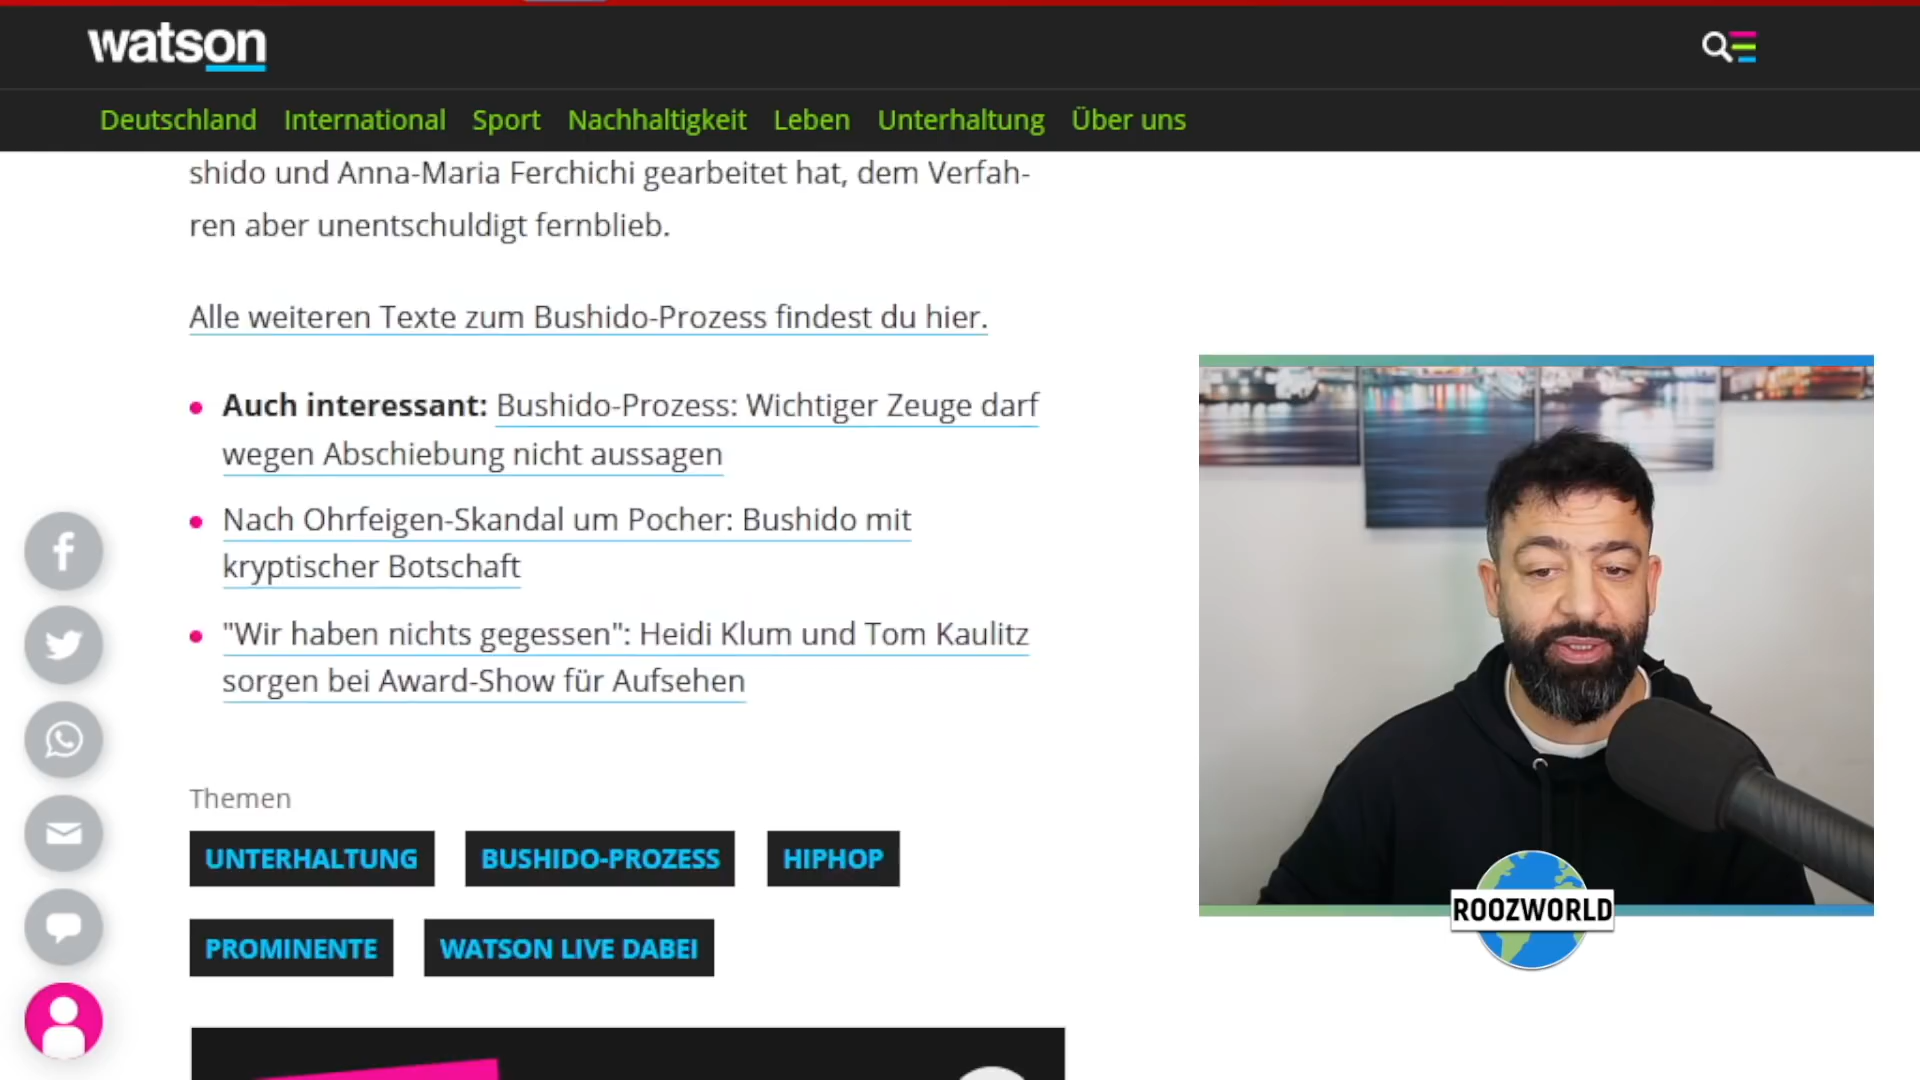 watson
Deutschland International Sport Nachhaltigkeit Leben Unterhaltung Über uns
shido und Anna-Maria Ferchichi gearbeitet hat, dem Verfah-
ren aber unentschuldigt fernblieb.
Alle weiteren Texte zum Bushido-Prozess findest du hier.
Auch interessant: Bushido-Prozess: Wichtiger Zeuge darf
wegen Abschiebung nicht aussagen
Nach Ohrfeigen-Skandal um Pocher: Bushido mit
kryptischer Botschaft
"Wir haben nichts gegessen": Heidi Klum und Tom Kaulitz
sorgen bei Award-Show für Aufsehen
Themen
UNTERHALTUNG BUSHIDO-PROZESS HIPHOP
PROMINENTE WATSON LIVE DABEI
ROOZWORLD